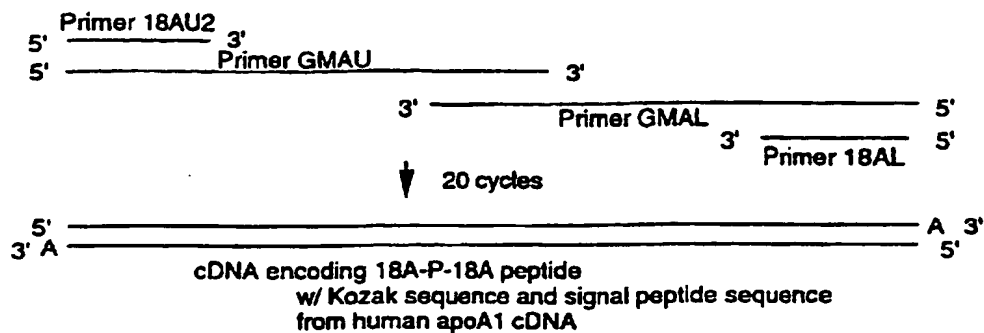 Primer 18AU2
5' 3'
Primer GMAU
5' 3'
3' 5'
Primer GMAL
3' 5'
Primer 18AL
20 cycles
5' A 3'
3' A 5'
cDNA encoding 18A-P-18A peptide
w/ Kozak sequence and signal peptide sequence
from human apoA1 cDNA